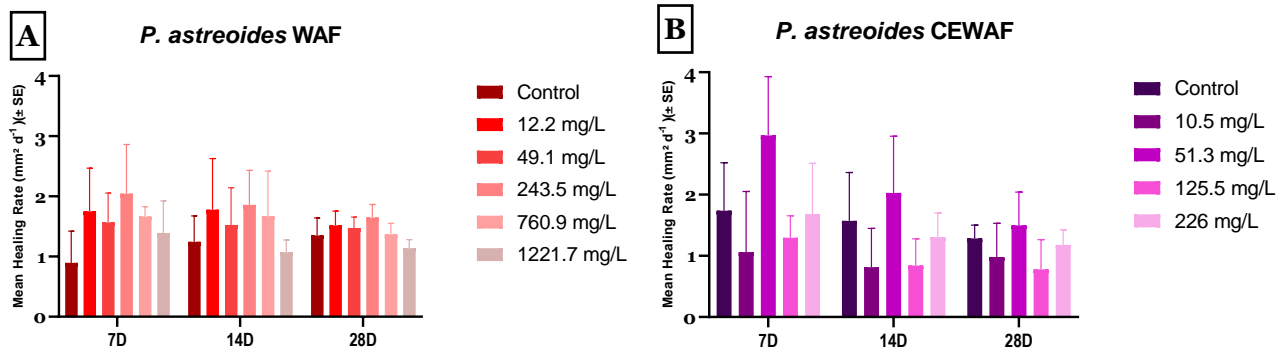 A
P. astreoides WAF
Mean Healing Rate (mm² d⁻¹)(± SE)
4
3
2
1
0
7D
14D
28D
Control
12.2 mg/L
49.1 mg/L
243.5 mg/L
760.9 mg/L
1221.7 mg/L
B
P. astreoides CEWAF
Mean Healing Rate (mm² d⁻¹)(± SE)
4
3
2
1
0
7D
14D
28D
Control
10.5 mg/L
51.3 mg/L
125.5 mg/L
226 mg/L